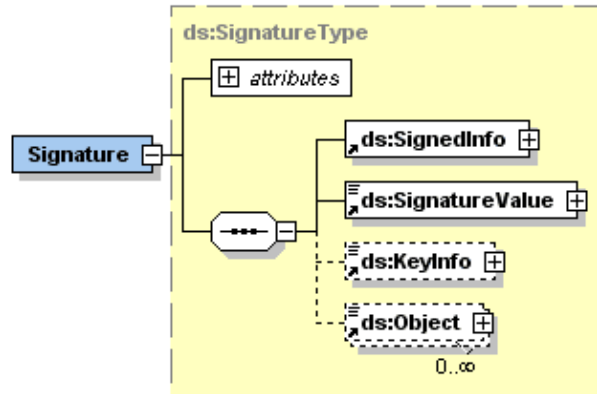 ds:SignatureType
attributes
Signature
ds:SignedInfo
ds:SignatureValue
ds:KeyInfo
ds:Object
0..∞